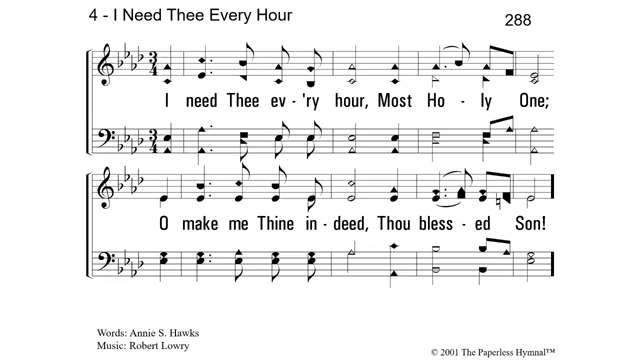 4 - I Need Thee Every Hour
288
I need Thee ev - 'ry hour, Most Ho - ly One;
O make me Thine in - deed, Thou bless - ed Son!
Words: Annie S. Hawks
Music: Robert Lowry
© 2001 The Paperless Hymnal™